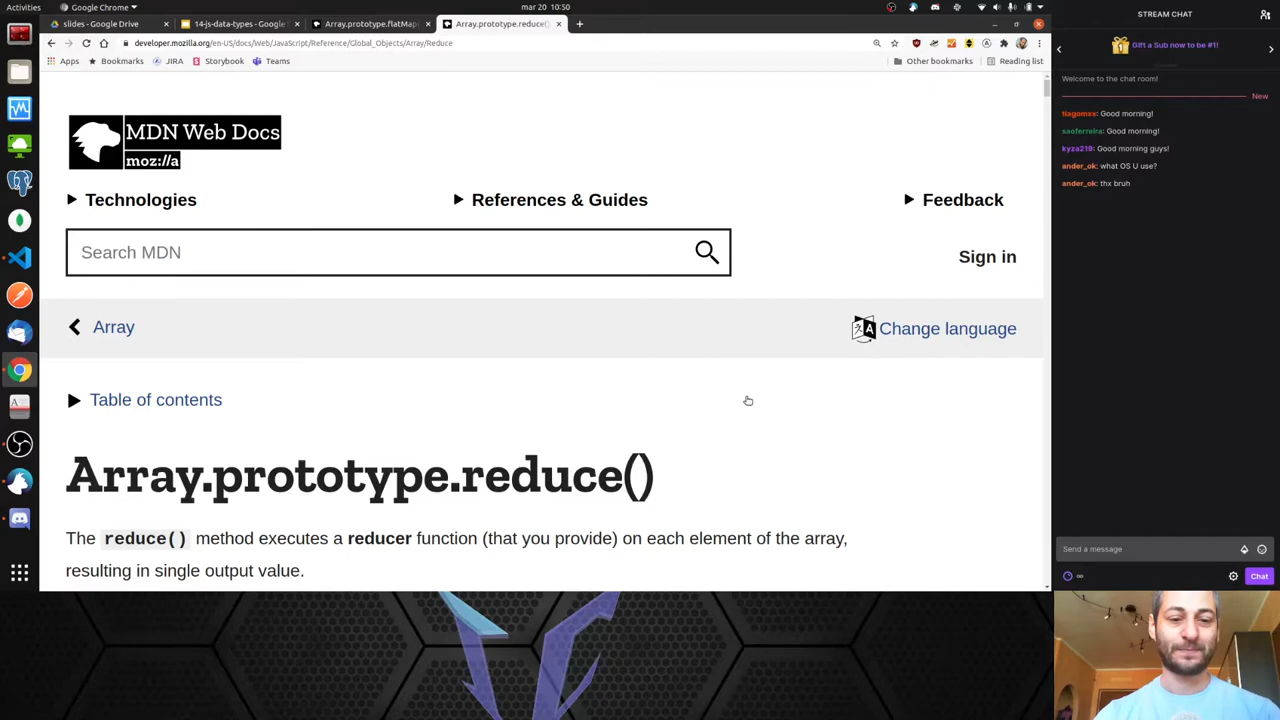 Activities
Google Chrome
mar 20 10:50
slides - Google Drive
14-js-data-types - Google
Array.prototype.flatMap
Array.prototype.reduce()
developer.mozilla.org/en-US/docs/Web/JavaScript/Reference/Global_Objects/Array/Reduce
Apps
Bookmarks
JIRA
Storybook
Teams
Other bookmarks
Reading list
MDN Web Docs
moz://a
Technologies
References & Guides
Feedback
Search MDN
Sign in
Array
Change language
Table of contents
Array.prototype.reduce()
The reduce() method executes a reducer function (that you provide) on each element of the array,
resulting in single output value.
STREAM CHAT
Gift a Sub now to be #1!
Welcome to the chat room!
New
tiagomxx: Good morning!
saoferreira: Good morning!
kyza219: Good morning guys!
ander_ok: what OS U use?
ander_ok: thx bruh
Send a message
∞
Chat